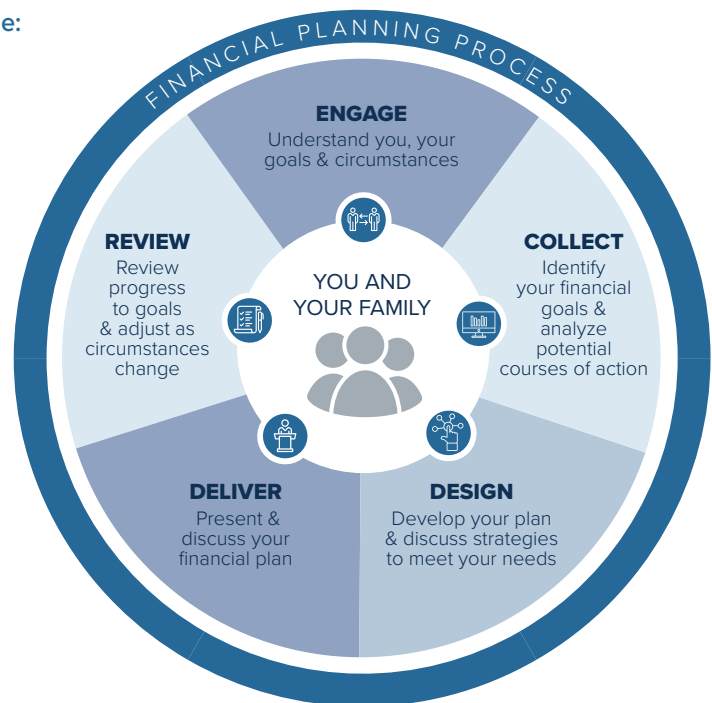 e:
FINANCIAL PLANNING PROCESS
ENGAGE
Understand you, your
goals & circumstances
COLLECT
Identify
your financial
goals &
analyze
potential
courses of action
DESIGN
Develop your plan
& discuss strategies
to meet your needs
DELIVER
Present &
discuss your
financial plan
REVIEW
Review
progress
to goals
& adjust as
circumstances
change
YOU AND
YOUR FAMILY